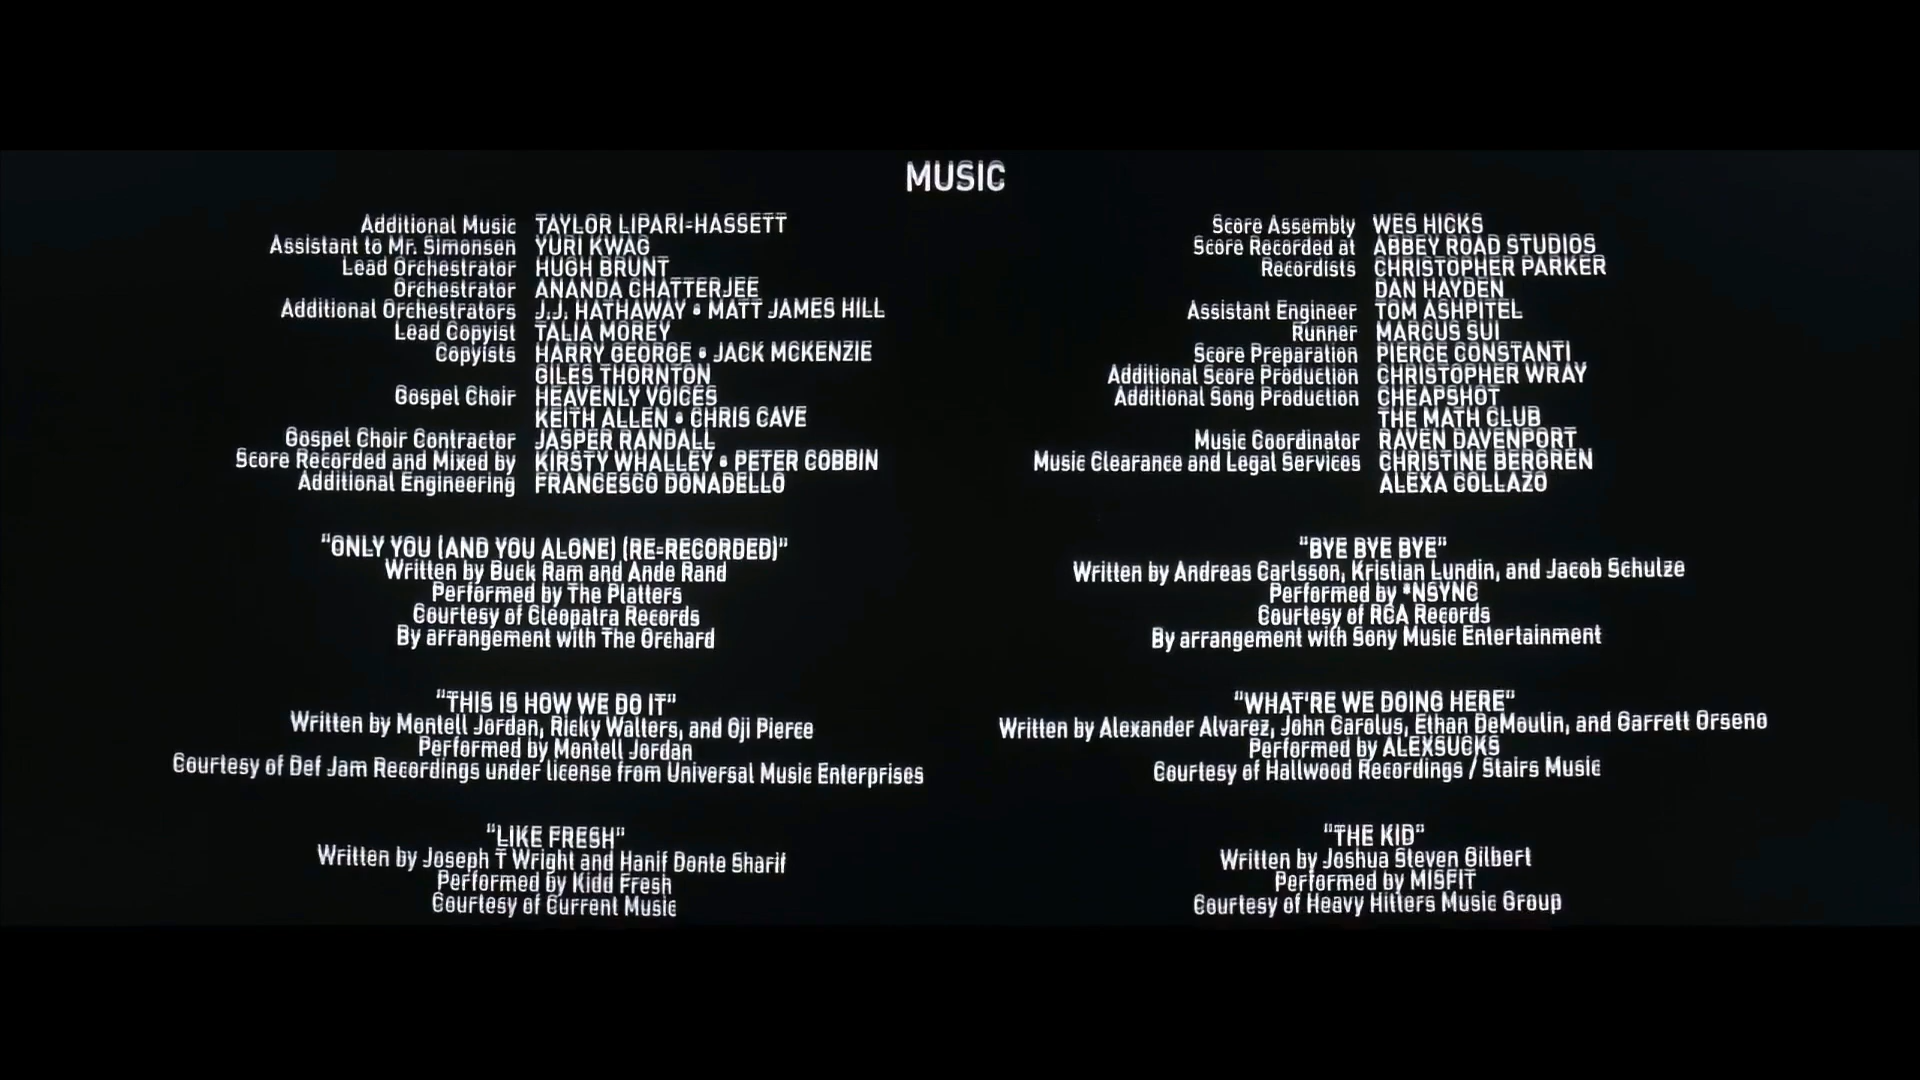 MUSIC
Additional Music TAYLOR LIPARI-HASSETT
Assistant to Mr. Simonsen YURI KWAG
Lead Orchestrator HUGH BRUNT
Orchestrator ANANDA CHATTERJEE
Additional Orchestrators J.J. HATHAWAY • MATT JAMES HILL
Lead Copyist TALIA MOREY
Copyists HARRY GEORGE • JACK MCKENZIE
GILES THORNTON
Gospel Choir HEAVENLY VOICES
KEITH ALLEN • CHRIS CAVE
Gospel Choir Contractor JASPER RANDALL
Score Recorded and Mixed by KIRSTY WHALLEY • PETER COBBIN
Additional Engineering FRANCESCO DONADELLO
"ONLY YOU (AND YOU ALONE) (RE-RECORDED)"
Written by Buck Ram and Ande Rand
Performed by The Platters
Courtesy of Cleopatra Records
By arrangement with The Orchard
"THIS IS HOW WE DO IT"
Written by Montell Jordan, Ricky Walters, and Oji Pierce
Performed by Montell Jordan
Courtesy of Def Jam Recordings under license from Universal Music Enterprises
"LIKE FRESH"
Written by Joseph T Wright and Hanif Donte Sharif
Performed by Kidd Fresh
Courtesy of Current Music
Score Assembly WES HICKS
Score Recorded at ABBEY ROAD STUDIOS
Recordists CHRISTOPHER PARKER
DAN HAYDEN
Assistant Engineer TOM ASHPITEL
Runner MARCUS SUI
Score Preparation PIERCE CONSTANTI
Additional Score Production CHRISTOPHER WRAY
Additional Song Production CHEAPSHOT
THE MATH CLUB
Music Coordinator RAVEN DAVENPORT
Music Clearance and Legal Services CHRISTINE BERGREN
ALEXA COLLAZO
"BYE BYE BYE"
Written by Andreas Carlsson, Kristian Lundin, and Jacob Schulze
Performed by *NSYNC
Courtesy of RCA Records
By arrangement with Sony Music Entertainment
"WHAT'RE WE DOING HERE"
Written by Alexander Alvarez, John Carolus, Ethan DeMoulin, and Garrett Orseno
Performed by ALEXSUCKS
Courtesy of Hallwood Recordings / Stairs Music
"THE KID"
Written by Joshua Steven Gilbert
Performed by MISFIT
Courtesy of Heavy Hitters Music Group